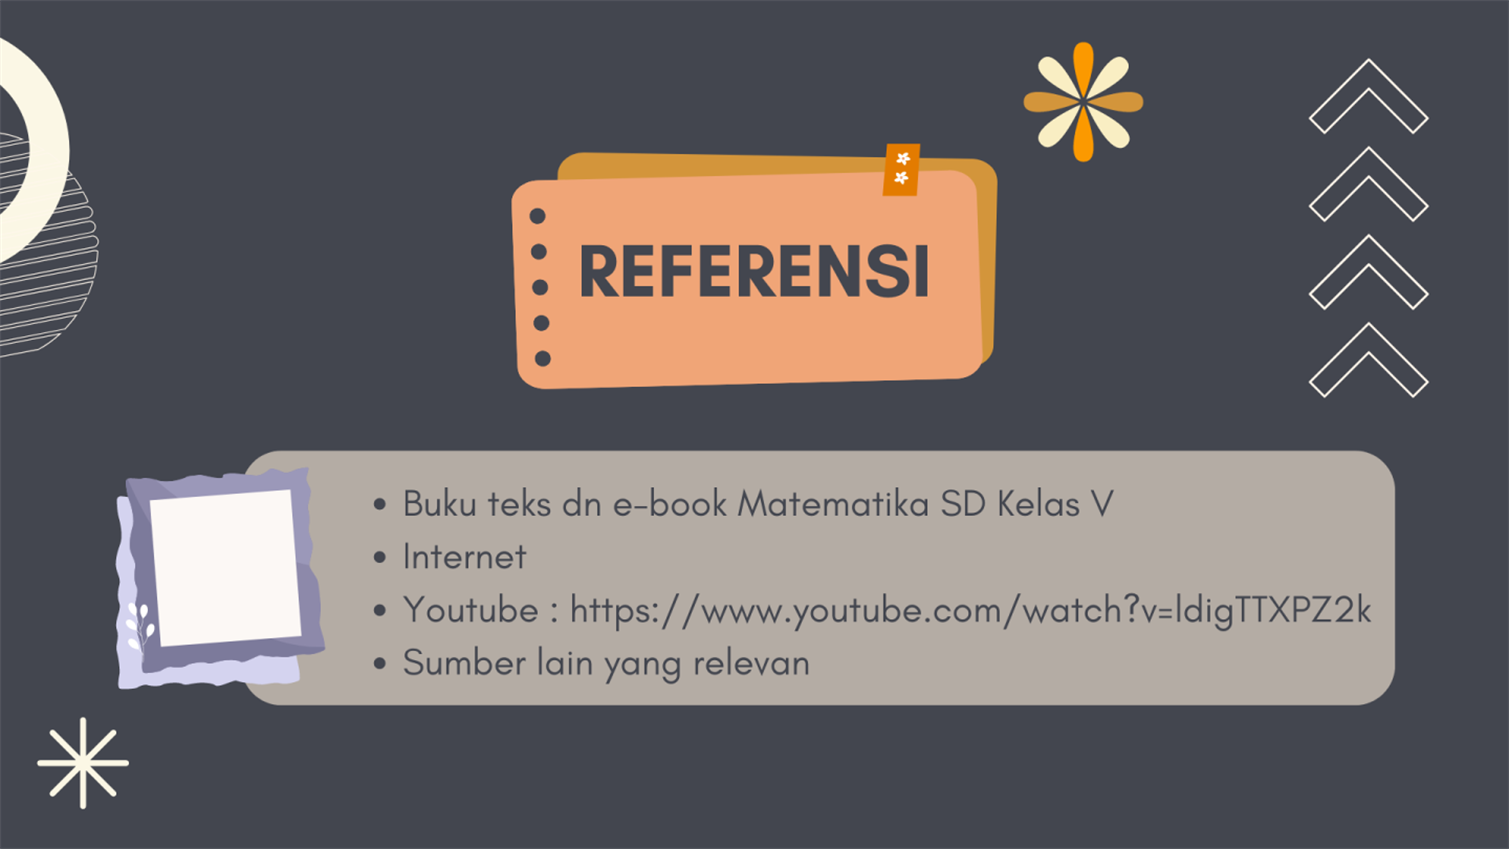 REFERENSI
• Buku teks dn e-book Matematika SD Kelas V
• Internet
• Youtube : https://www.youtube.com/watch?v=ldigTTXPZ2k
• Sumber lain yang relevan